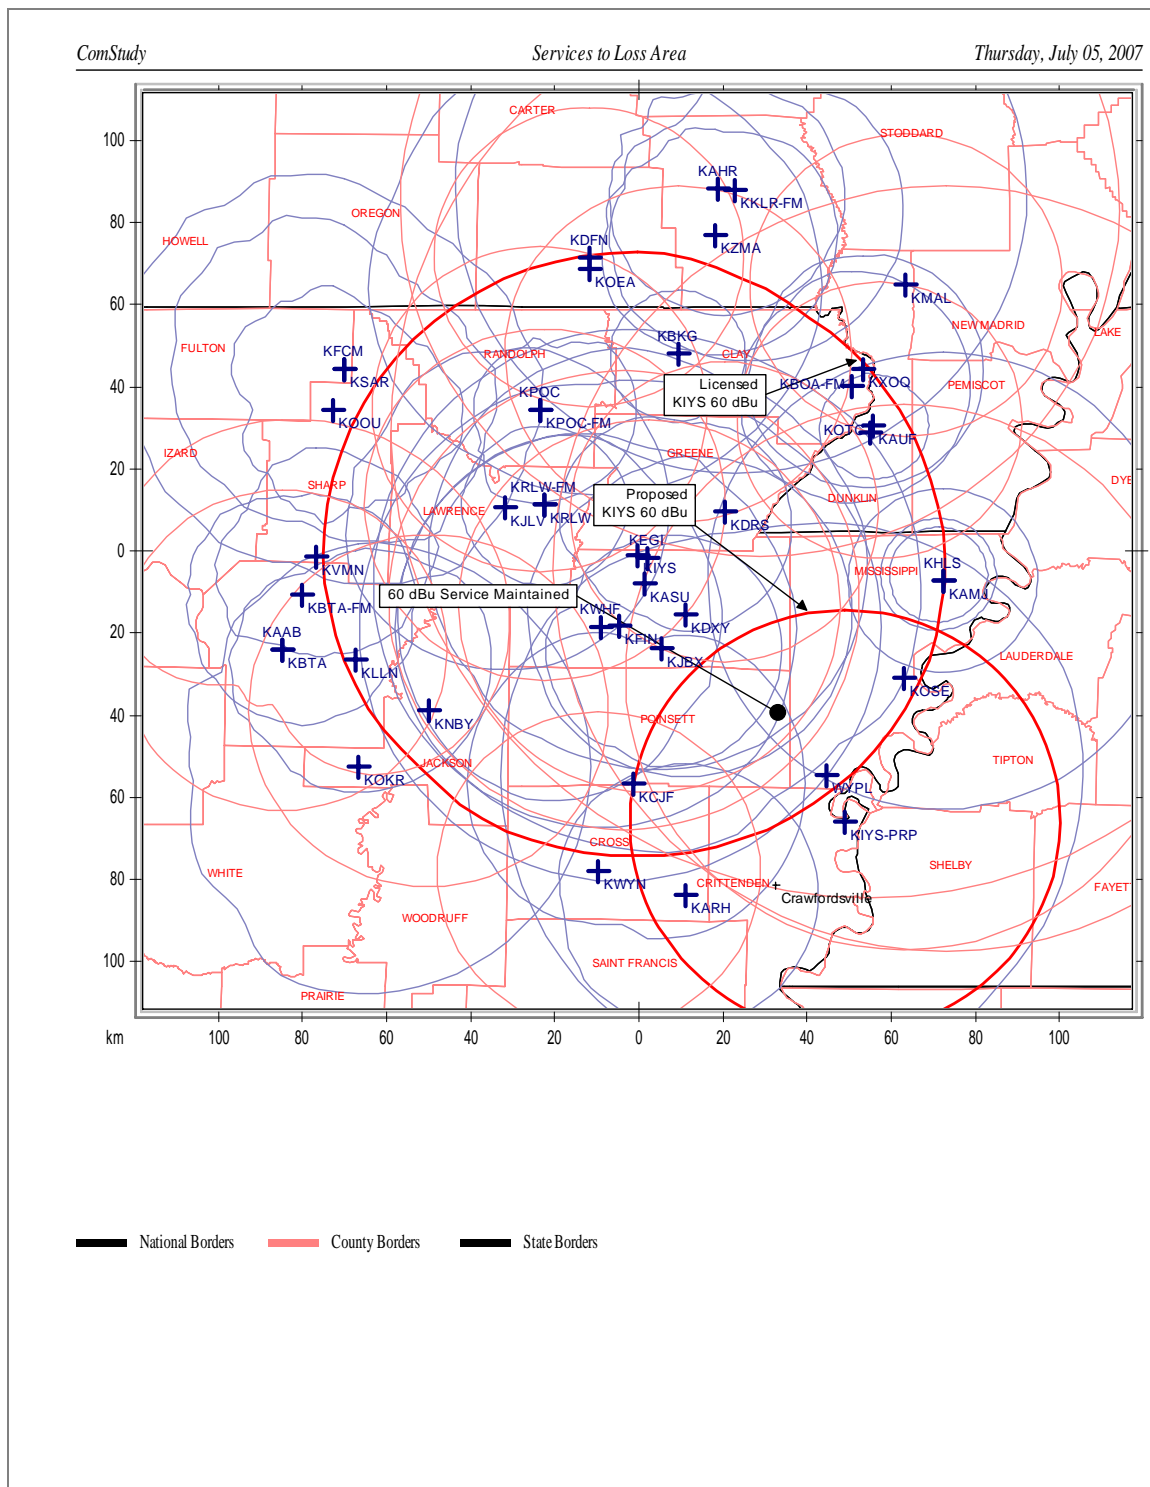 ComStudy
Services to Loss Area
Thursday, July 05, 2007
CARTER
STODDARD
100
KAHR
KKLR-FM
OREGON
80
HOWELL
KDFN
KZMA
KOEA
KMAL
60
NEW MADRID
LAKE
FULTON
KBKG
RANDOLPH
CLAY
KFCM
KSAR
Licensed
KIYS 60 dBu
KBOA-FM
KXOQ
PEMISCOT
40
KPOC
KPOC-FM
KOOU
KOTC
KAUF
IZARD
GREENE
20
SHARP
KRLW-FM
Proposed
KIYS 60 dBu
DUNKLIN
LAWRENCE
KJLV
KRLW
KDRS
KEGI
0
KIYS
KVMN
MISSISSIPPI
KHLS
KAMJ
KASU
60 dBu Service Maintained
KBTA-FM
KWHF
KDXY
20
KAAB
KFIN
KBTA
KLLN
KJBX
LAUDERDALE
KOSE
40
KNBY
POINSETT
JACKSON
TIPTON
KOKR
KCJF
WYPL
60
KIYS-PRP
CROSS
WHITE
SHELBY
80
KWYN
CRITTENDEN
Crawfordsville
KARH
WOODRUFF
100
SAINT FRANCIS
PRAIRIE
km
100
80
60
40
20
0
20
40
60
80
100
National Borders
County Borders
State Borders